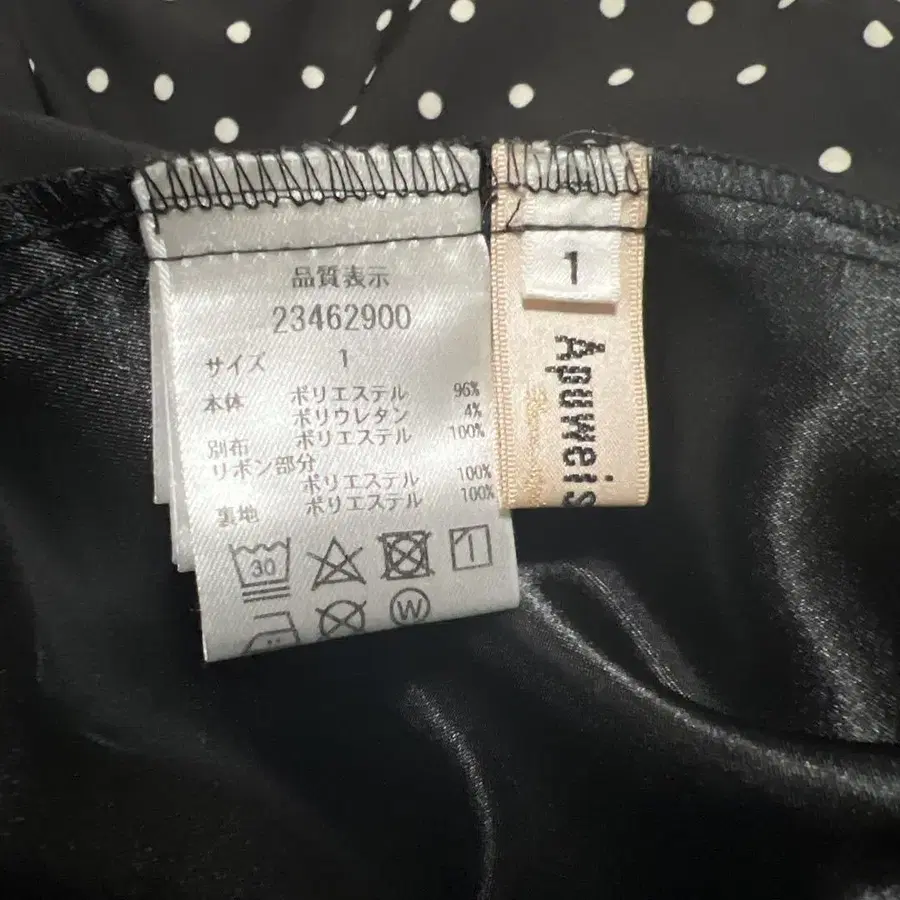 品質表示
23462900
サイズ 1
本体 ポリエステル 96%
ポリウレタン 4%
別布 ポリエステル 100%
リボン部分
ポリエステル 100%
裏地 ポリエステル 100%
30
W
1
Apuweis